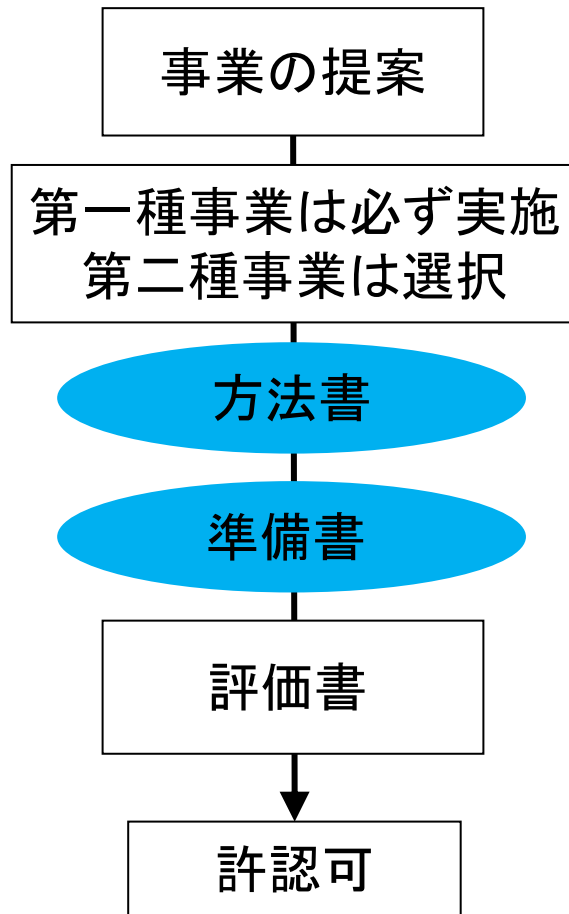 事業の提案
第一種事業は必ず実施
第二種事業は選択
方法書
準備書
評価書
許認可